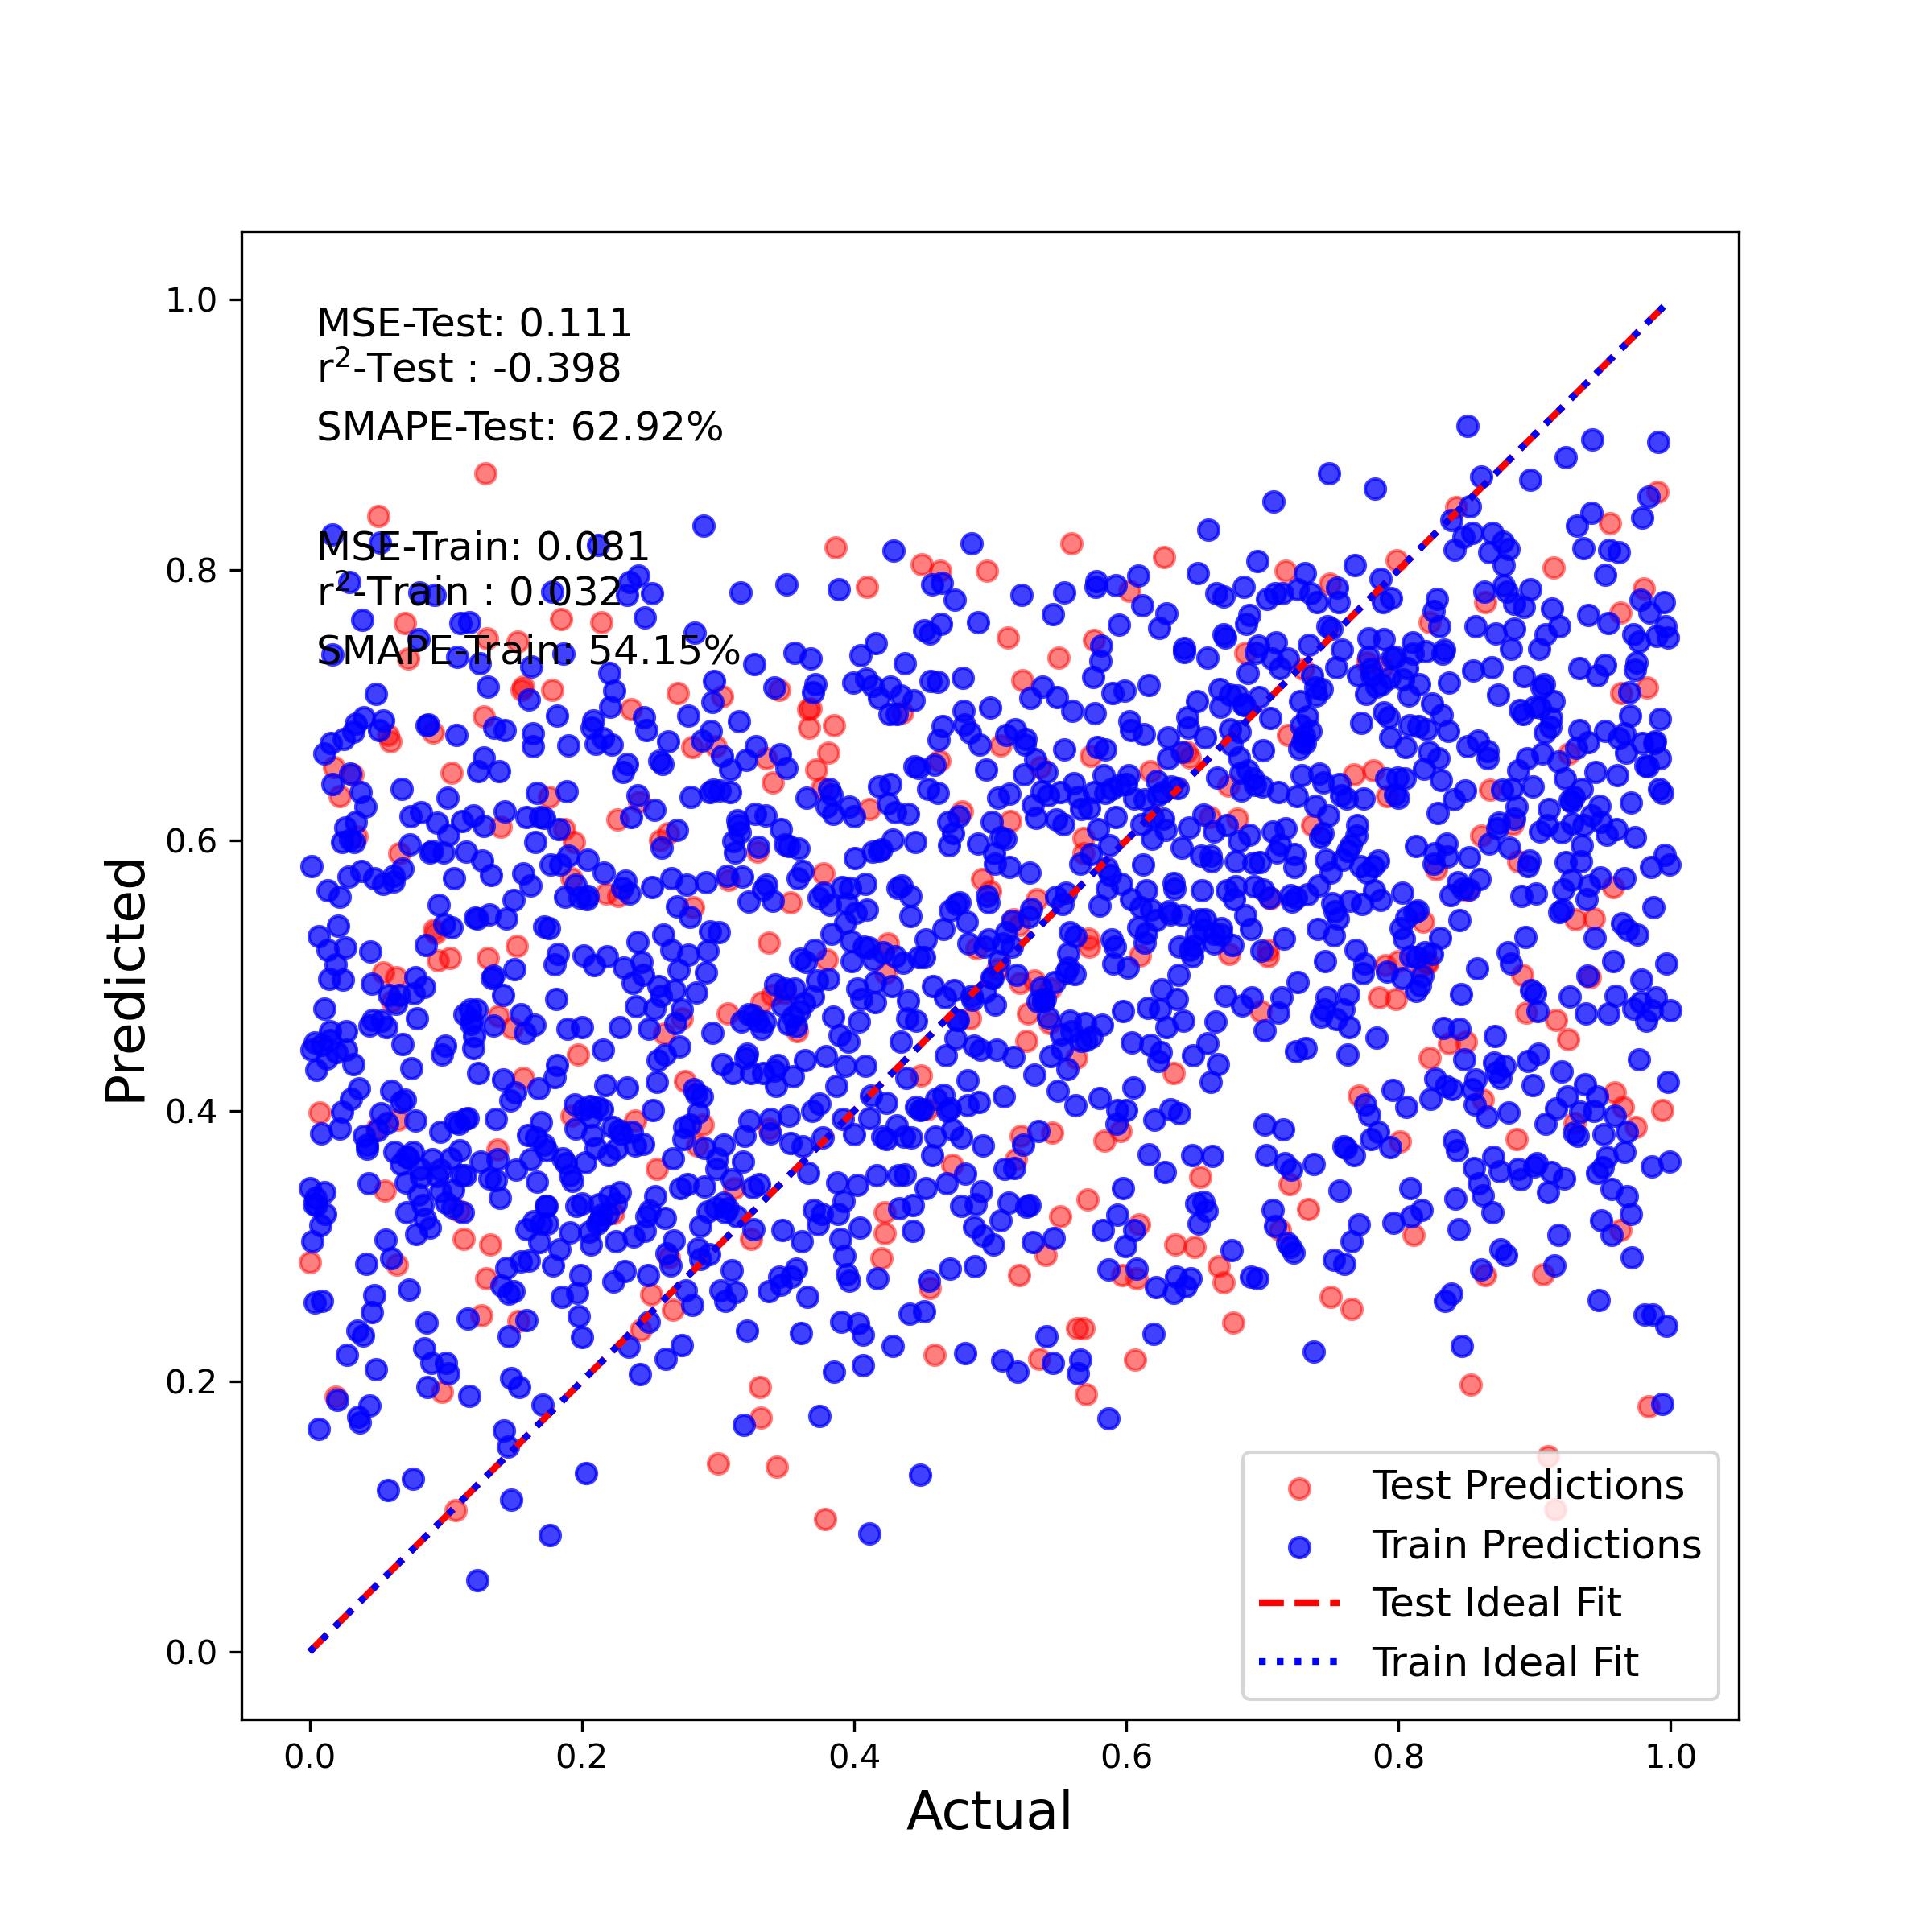 MSE-Test: 0.111
r²-Test : -0.398
SMAPE-Test: 62.92%
MSE-Train: 0.081
r²-Train : 0.032
SMAPE-Train: 54.15%
1.0
0.8
0.6
0.4
0.2
0.0
Predicted
0.0 0.2 0.4 0.6 0.8 1.0
Actual
Test Predictions
Train Predictions
Test Ideal Fit
Train Ideal Fit